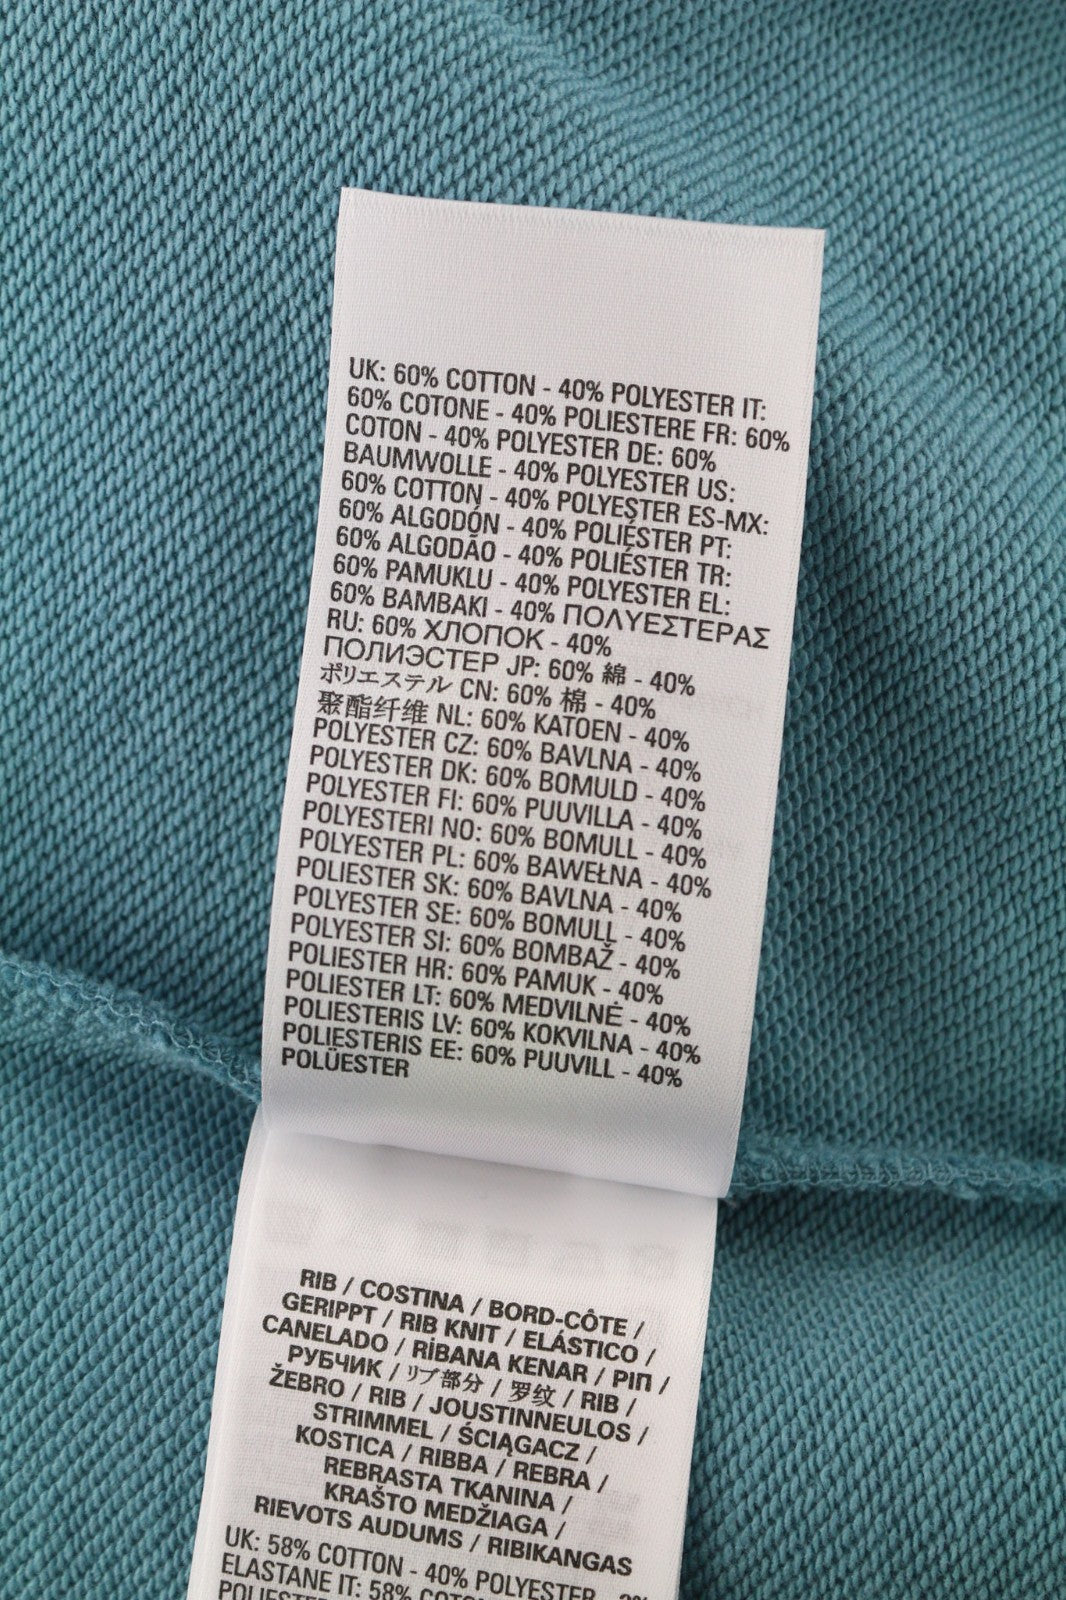 UK: 60% COTTON - 40% POLYESTER IT:
60% COTONE - 40% POLIESTERE FR: 60%
COTON - 40% POLYESTER DE: 60%
BAUMWOLLE - 40% POLYESTER US:
60% COTTON - 40% POLYESTER ES-MX:
60% ALGODÓN - 40% POLIÉSTER PT:
60% ALGODÃO - 40% POLIÉSTER TR:
60% PAMUKLU - 40% POLYESTER EL:
60% BAMBAKI - 40% ΠΟΛΥΕΣΤΕΡΑΣ
RU: 60% ХЛОПОК - 40%
ПОЛИЭСТЕР JP: 60% 綿 - 40%
ポリエステル CN: 60% 棉 - 40%
聚酯纤维 NL: 60% KATOEN - 40%
POLYESTER CZ: 60% BAVLNA - 40%
POLYESTER DK: 60% BOMULD - 40%
POLYESTER FI: 60% PUUVILLA - 40%
POLYESTERI NO: 60% BOMULL - 40%
POLYESTER PL: 60% BAWEŁNA - 40%
POLIESTER SK: 60% BAVLNA - 40%
POLYESTER SE: 60% BOMULL - 40%
POLYESTER SI: 60% BOMBAŽ - 40%
POLIESTER HR: 60% PAMUK - 40%
POLIESTER LT: 60% MEDVILNĖ - 40%
POLIESTERIS LV: 60% KOKVILNA - 40%
POLIESTERIS EE: 60% PUUVILL - 40%
POLÜESTER
RIB / COSTINA / BORD-CÔTE /
GERIPPT / RIB KNIT / ELÁSTICO /
CANELADO / RİBANA KENAR / ΡΙΠ /
РУБЧИК / リブ部分 / 罗纹 / RIB /
ŽEBRO / RIB / JOUSTINNEULOS /
STRIMMEL / ŚCIĄGACZ /
KOSTICA / RIBBA / REBRA /
REBRASTA TKANINA /
KRAŠTO MEDŽIAGA /
RIEVOTS AUDUMS / RIBIKANGAS
UK: 58% COTTON - 40% POLYESTER - 2%
ELASTANE IT: 58%